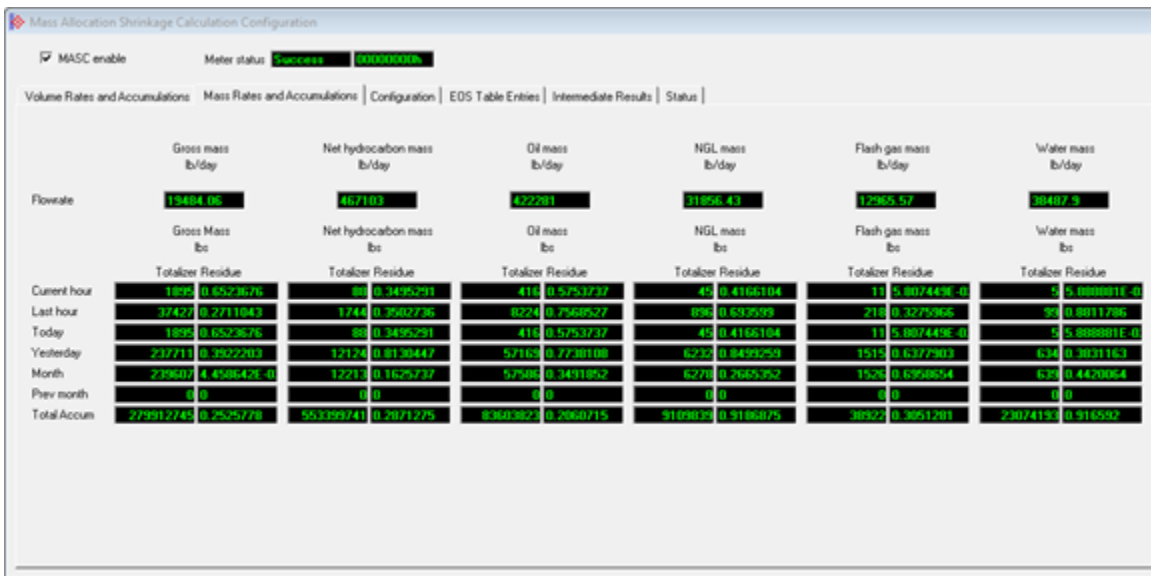 Mass Allocation Shrinkage Calculation Configuration
MASC enable Meter status Success 00000000h
Volume Rates and Accumulations Mass Rates and Accumulations Configuration EOS Table Entries Intermediate Results Status
Gross mass Net hydrocarbon mass Oil mass NGL mass Flash gas mass Water mass
lb/day lb/day lb/day lb/day lb/day lb/day
Flowrate 19484.06 467103 422281 31856.43 12965.57 38487.9
Gross Mass Net hydrocarbon mass Oil mass NGL mass Flash gas mass Water mass
lbs lbs lbs lbs lbs lbs
Totalizer Residue Totalizer Residue Totalizer Residue Totalizer Residue Totalizer Residue Totalizer Residue
Current hour 1895 0.6523676 88 0.3495291 416 0.5753737 45 0.4166104 11 5.807449E-0 5
Last hour 37427 0.2711043 1744 0.3502736 8224 0.7568527 896 0.693599 218 0.3275966 99 0.8811786
Today 1895 0.6523676 88 0.3495291 416 0.5753737 45 0.4166104 11 5.807449E-0 5
Yesterday 237711 0.3922203 12124 0.8130447 57169 0.7738108 6232 0.8499259 1515 0.6377903 634 0.3831163
Month 239607 4.458642E-0 12213 0.1625737 57586 0.3491852 6278 0.2665352 1526 0.6958654 639 0.4420064
Prev month 0 0 0 0 0 0 0 0 0 0 0 0
Total Accum 279912745 0.2525778 553399741 0.2871275 83603823 0.2060715 9109839 0.9186875 38922 0.3051281 23074193 0.916592